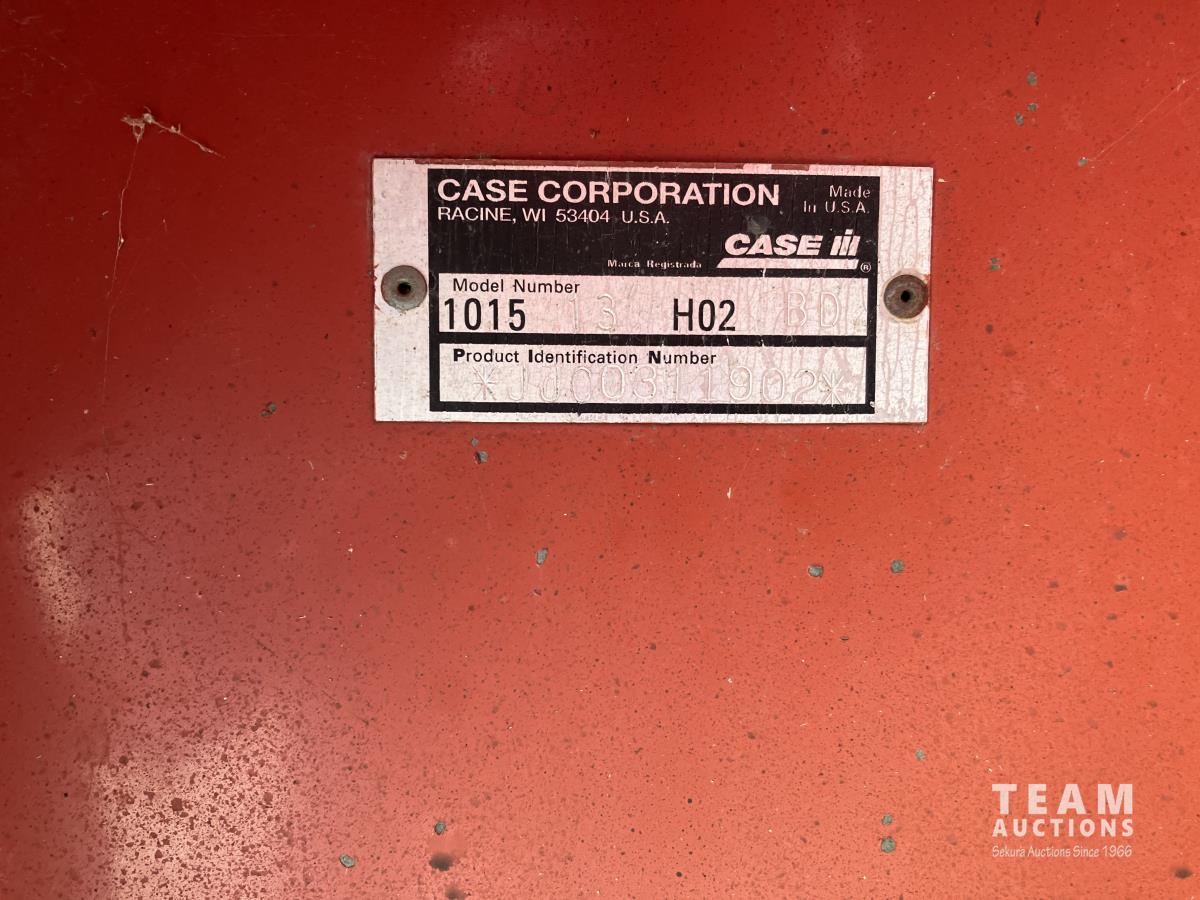 CASE CORPORATION
Made
In U.S.A.
RACINE, WI 53404 U.S.A.
CASE IH
®
Marca Registrada
Model Number
1015 13 H02 BD
Product Identification Number
*JJC0311902*
TEAM
AUCTIONS
Sekura Auctions Since 1966